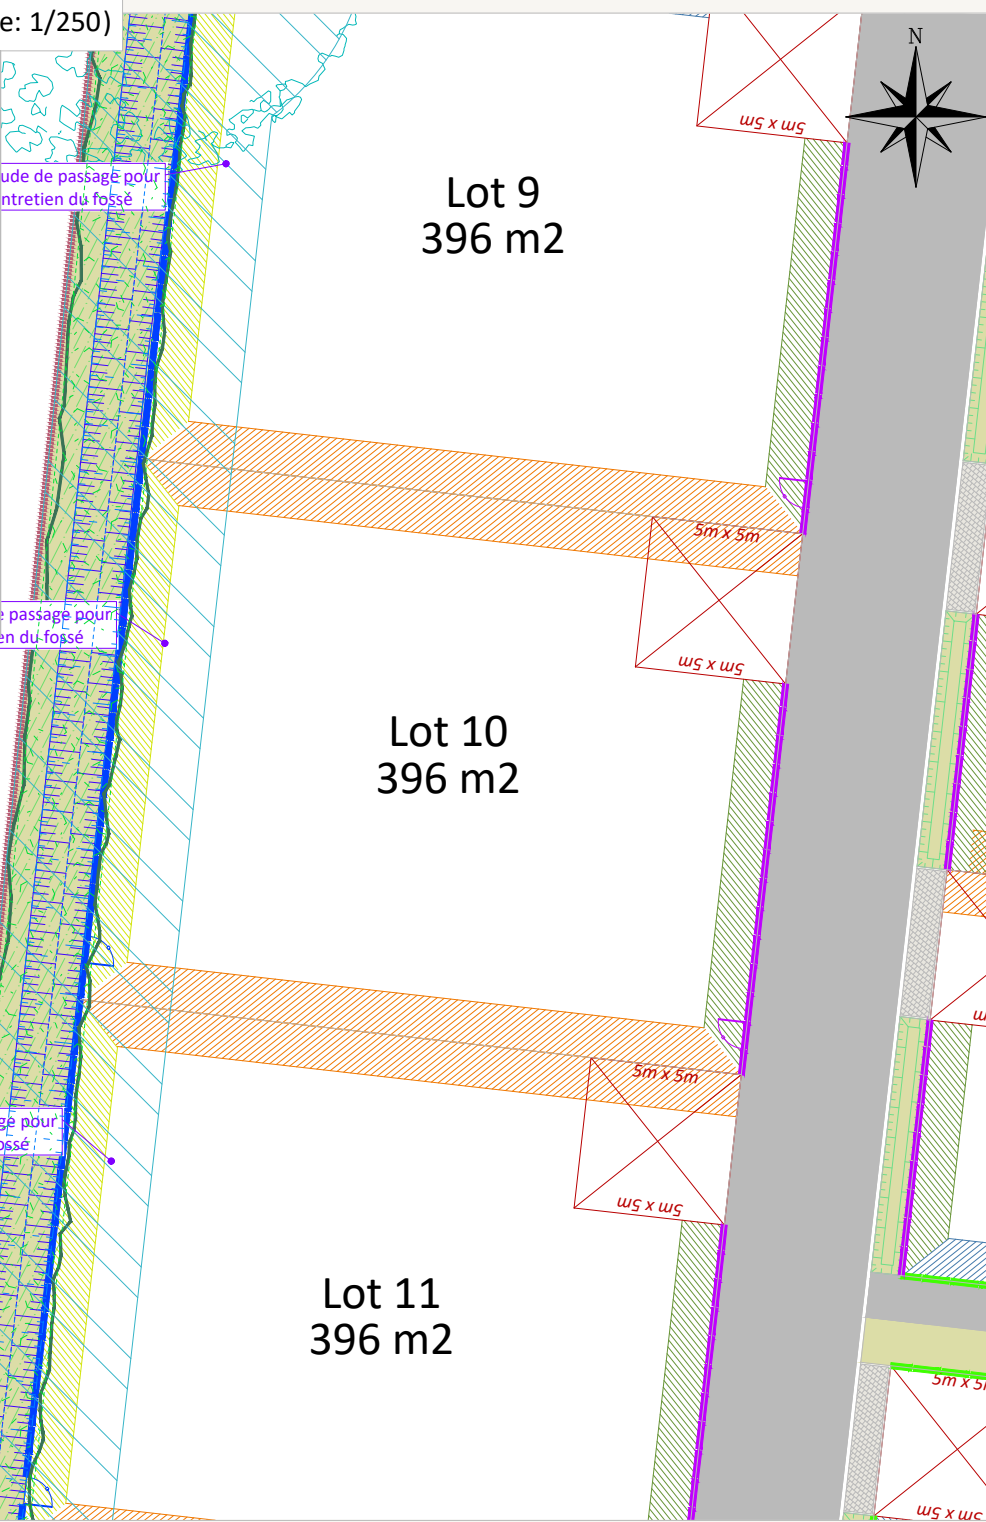 e: 1/250)
N
5m x 5m
ude de passage pour
ntretien du fossé
Lot 9
396 m2
5m x 5m
e passage pour
en du fossé
5m x 5m
Lot 10
396 m2
m
5m x 5m
ge pour
ossé
5m x 5m
Lot 11
396 m2
5m x 5
5m x 5m